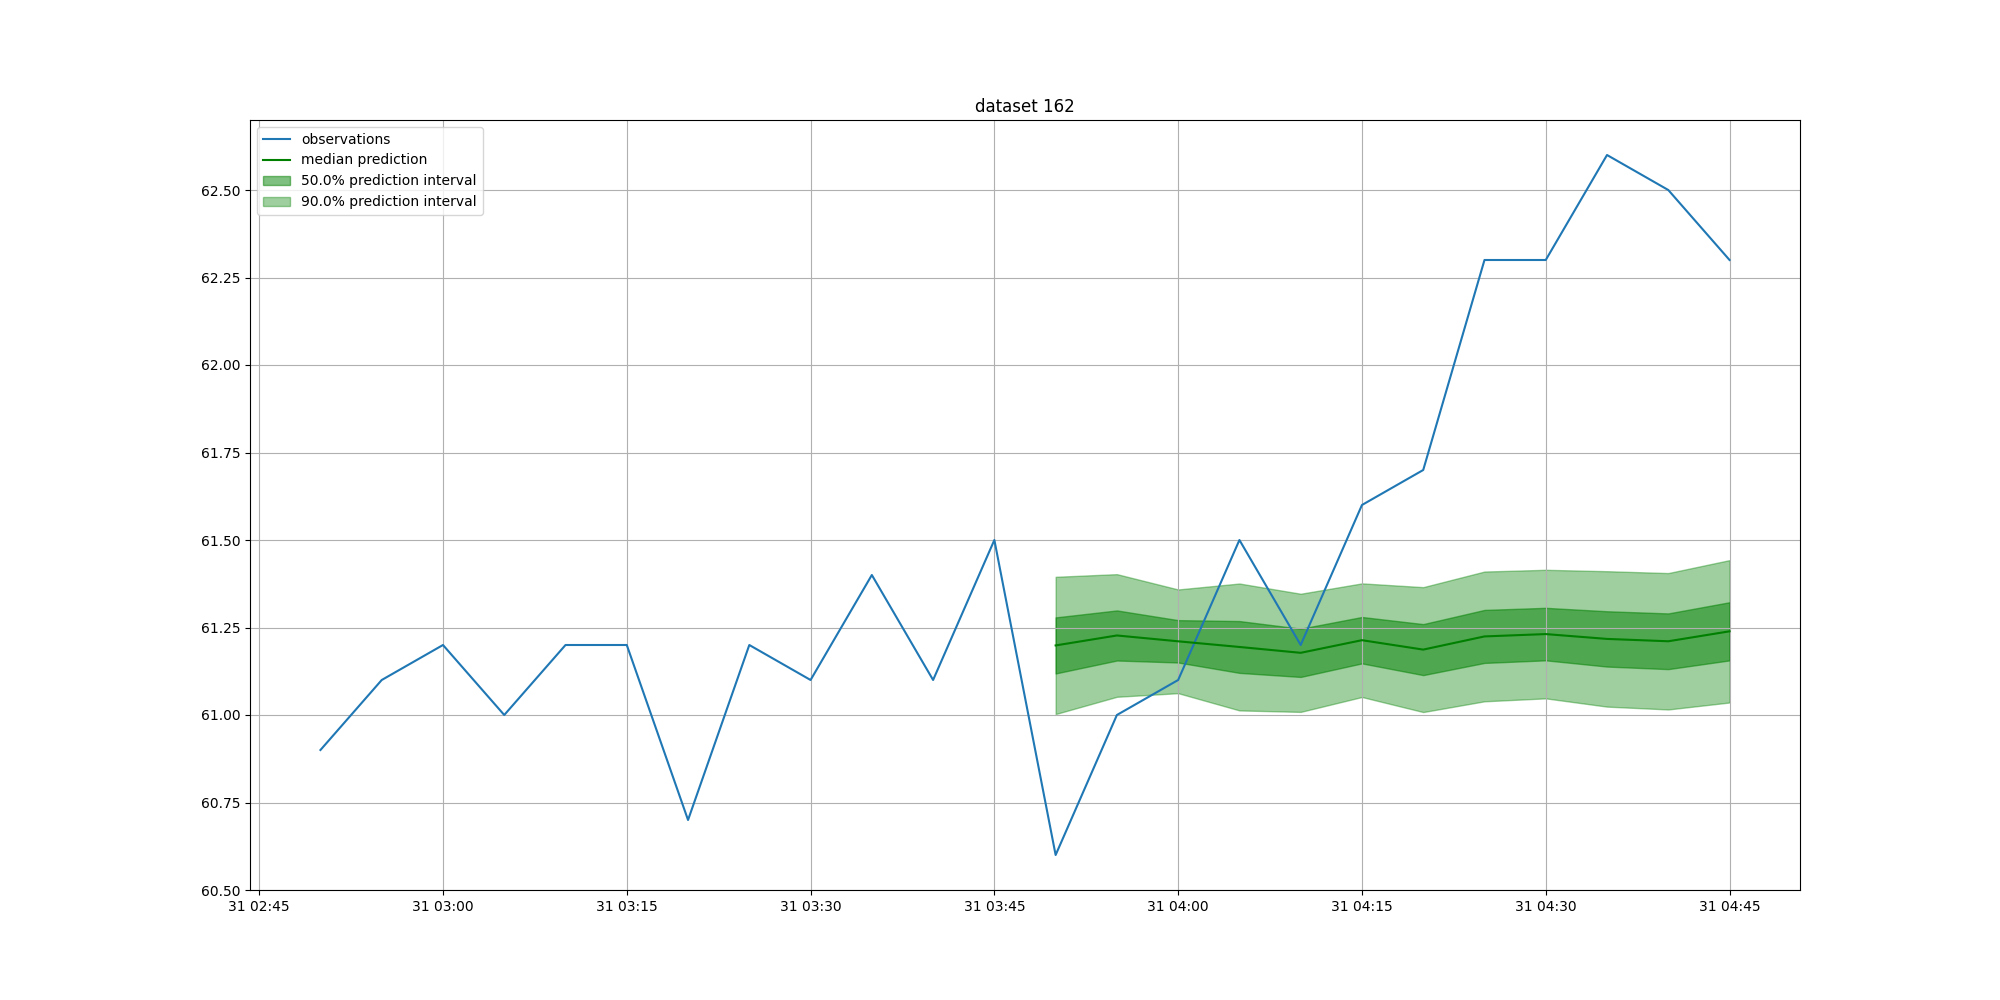 dataset 162
observations
median prediction
50.0% prediction interval
90.0% prediction interval
62.50
62.25
62.00
61.75
61.50
61.25
61.00
60.75
60.50
31 02:45 31 03:00 31 03:15 31 03:30 31 03:45 31 04:00 31 04:15 31 04:30 31 04:45